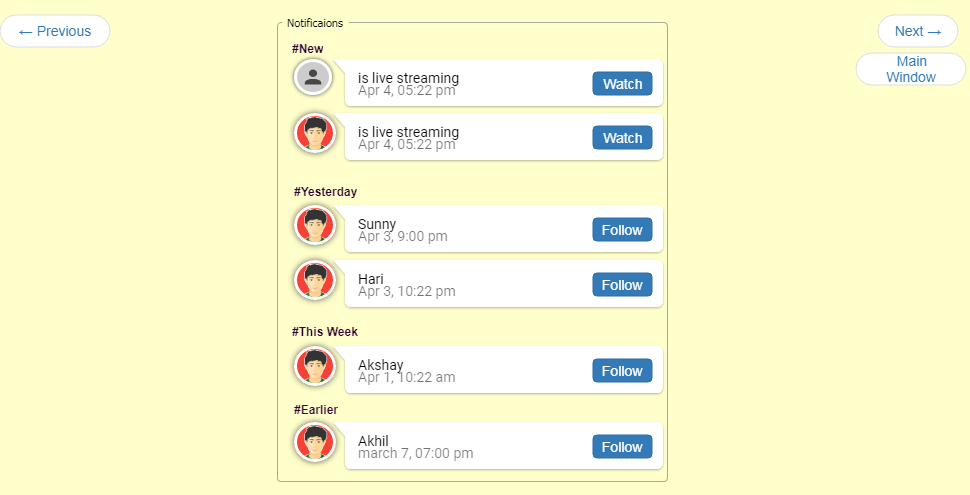 ← Previous
Notificaions
Next →
Main
Window
#New
is live streaming
Apr 4, 05:22 pm
Watch
is live streaming
Apr 4, 05:22 pm
Watch
#Yesterday
Sunny
Apr 3, 9:00 pm
Follow
Hari
Apr 3, 10:22 pm
Follow
#This Week
Akshay
Apr 1, 10:22 am
Follow
#Earlier
Akhil
march 7, 07:00 pm
Follow